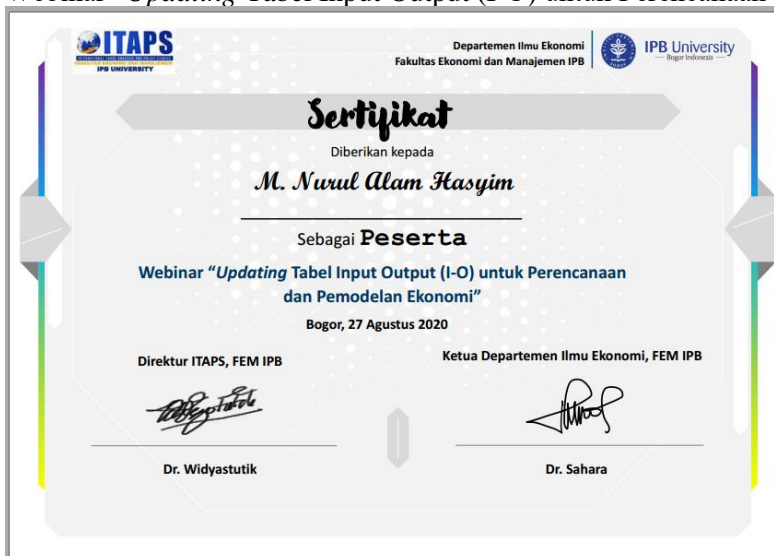 Webinar "Updating Tabel Input Output (I-O) untuk Perencanaan
ITAPS
IPB UNIVERSITY
Departemen Ilmu Ekonomi
Fakultas Ekonomi dan Manajemen IPB
IPB University
Bogor Indonesia
Sertifikat
Diberikan kepada
M. Nurul Alam Hasyim
Sebagai Peserta
Webinar “Updating Tabel Input Output (I-O) untuk Perencanaan
dan Pemodelan Ekonomi”
Bogor, 27 Agustus 2020
Direktur ITAPS, FEM IPB
Ketua Departemen Ilmu Ekonomi, FEM IPB
Dr. Widyastutik
Dr. Sahara